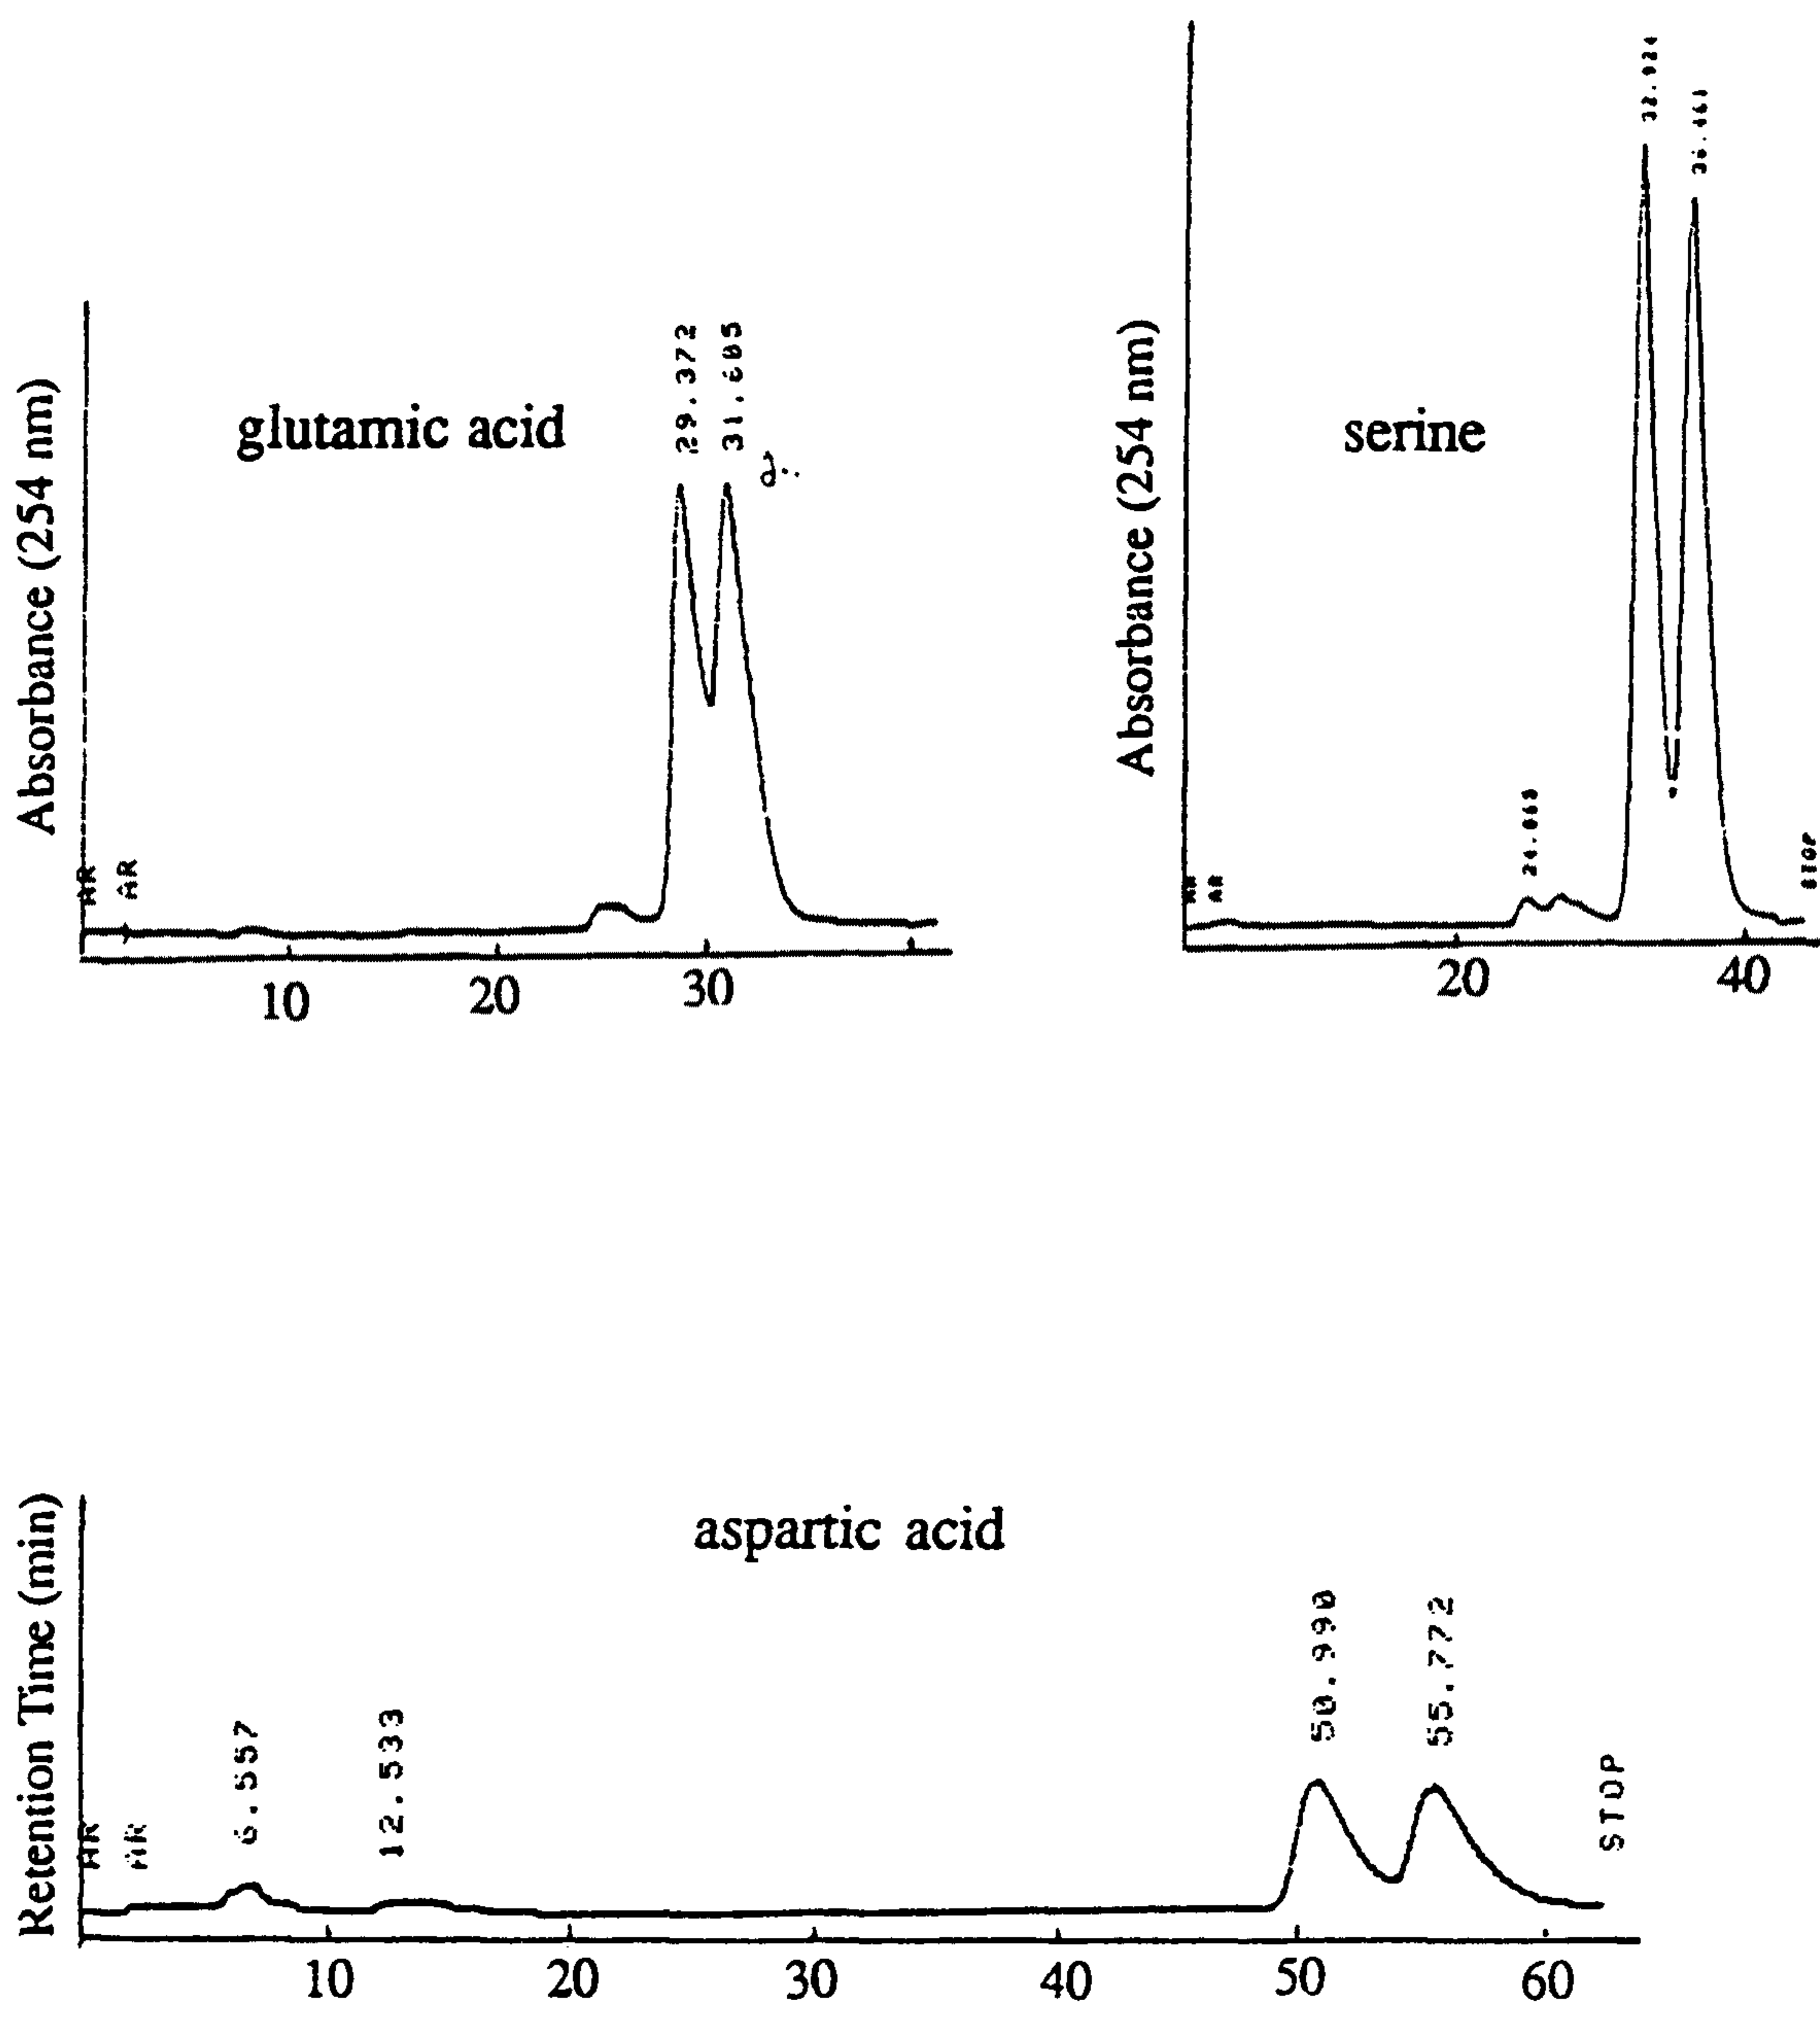 Absorbance (254 nm)
glutamic acid
29.372
AR
AR
10
20
30
Absorbance (254 nm)
serine
AR
20
40
STOP
Retention Time (min)
aspartic acid
AR
AR
6.557
12.533
50.990
55.772
STOP
10
20
30
40
50
60